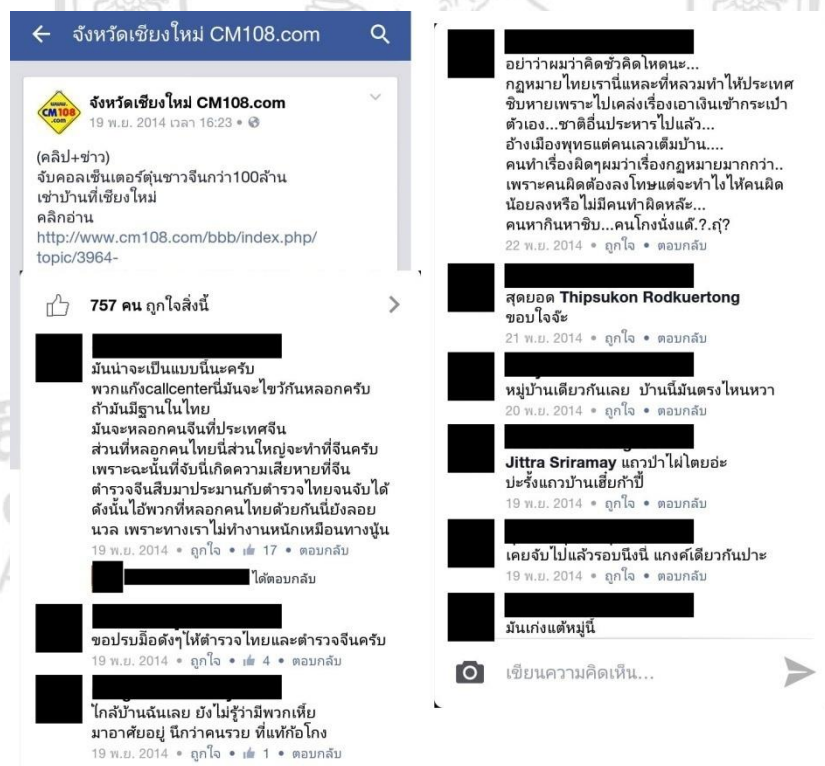 จังหวัดเชียงใหม่ CM108.com
www.
CM108
.com
จังหวัดเชียงใหม่ CM108.com
19 พ.ย. 2014 เวลา 16:23 •
(คลิป+ข่าว)
จับคอลเซ็นเตอร์ตุ่นชาวจีนกว่า100ล้าน
เช่าบ้านที่เชียงใหม่
คลิกอ่าน
http://www.cm108.com/bbb/index.php/
topic/3964-
757 คน ถูกใจสิ่งนี้
มันน่าจะเป็นแบบนี้นะครับ
พวกแก๊งcallcenterนี่มันจะไขว้กันหลอกครับ
ถ้ามันมีฐานในไทย
มันจะหลอกคนจีนที่ประเทศจีน
ส่วนที่หลอกคนไทยนี่ส่วนใหญ่จะทำที่จีนครับ
เพราะฉะนั้นที่จับนี่เกิดความเสียหายที่จีน
ตำรวจจีนสืบมาประมานกับตำรวจไทยจนจับได้
ดังนั้นไอ้พวกที่หลอกคนไทยด้วยกันนี่ยังลอย
นวล เพราะทางเราไม่ทำงานหนักเหมือนทางนู้น
19 พ.ย. 2014 • ถูกใจ • 17 • ตอบกลับ
ได้ตอบกลับ
ขอปรบมือดังๆให้ตำรวจไทยและตำรวจจีนครับ
19 พ.ย. 2014 • ถูกใจ • 4 • ตอบกลับ
ใกล้บ้านฉันเลย ยังไม่รู้ว่ามีพวกเหี้ย
มาอาศัยอยู่ นึกว่าคนรวย ที่แท้ก้อโกง
19 พ.ย. 2014 • ถูกใจ • 1 • ตอบกลับ
อย่าว่าผมว่าคิดชั่วคิดโหดนะ...
กฏหมายไทยเรานี่แหละที่หลวมทำให้ประเทศ
ชิบหายเพราะไปเคล่งเรื่องเอาเงินเข้ากระเป๋า
ตัวเอง...ชาติอื่นประหารไปแล้ว...
อ้างเมืองพุทธแต่คนเลวเต็มบ้าน....
คนทำเรื่องผิดๆผมว่าเรื่องกฏหมายมากกว่า..
เพราะคนผิดต้องลงโทษแต่จะทำไงให้คนผิด
น้อยลงหรือไม่มีคนทำผิดหล๊ะ...
คนหากินหาชิบ...คนโกงนั่งแด๊.?.ถุ๋?
22 พ.ย. 2014 • ถูกใจ • ตอบกลับ
สุดยอด Thipsukon Rodkuertong
ขอบใจจ๊ะ
21 พ.ย. 2014 • ถูกใจ • ตอบกลับ
หมู่บ้านเดียวกันเลย บ้านนี้มันตรงไหนหวา
20 พ.ย. 2014 • ถูกใจ • ตอบกลับ
Jittra Sriramay แถวป่าไผ่ไตยอ่ะ
บ่ะรั้งแถวบ้านเฮี่ยก้าปี้
19 พ.ย. 2014 • ถูกใจ • ตอบกลับ
เคยจับไปแล้วรอบนึงนี่ แกงค์เดียวกันปาะ
19 พ.ย. 2014 • ถูกใจ • ตอบกลับ
มันเก่งแต้หมู่นี้
เขียนความคิดเห็น...